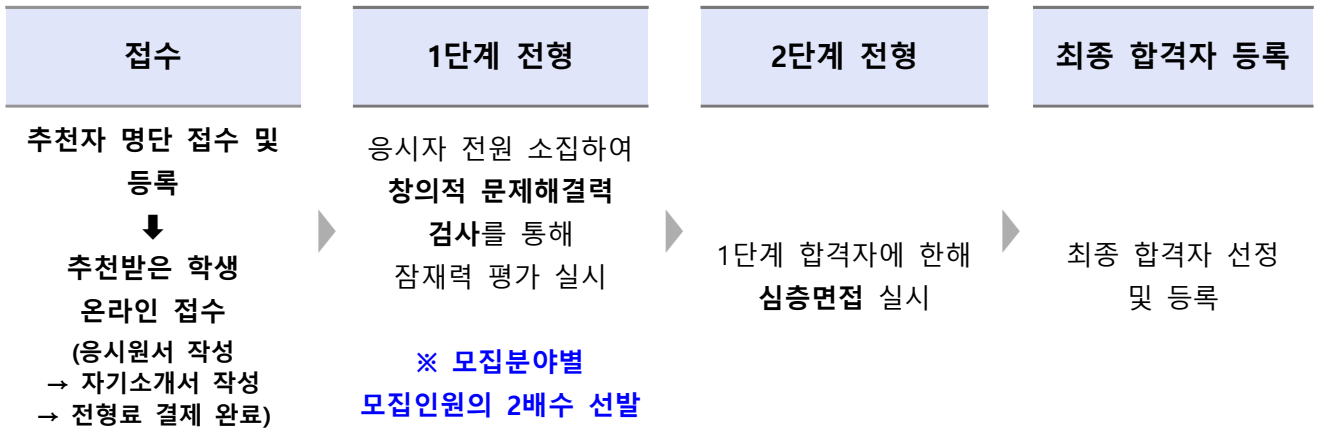 접수
추천자 명단 접수 및
등록
⬇
추천받은 학생
온라인 접수
(응시원서 작성
→ 자기소개서 작성
→ 전형료 결제 완료)
1단계 전형
응시자 전원 소집하여
창의적 문제해결력
검사를 통해
잠재력 평가 실시
※ 모집분야별
모집인원의 2배수 선발
2단계 전형
1단계 합격자에 한해
심층면접 실시
최종 합격자 등록
최종 합격자 선정
및 등록